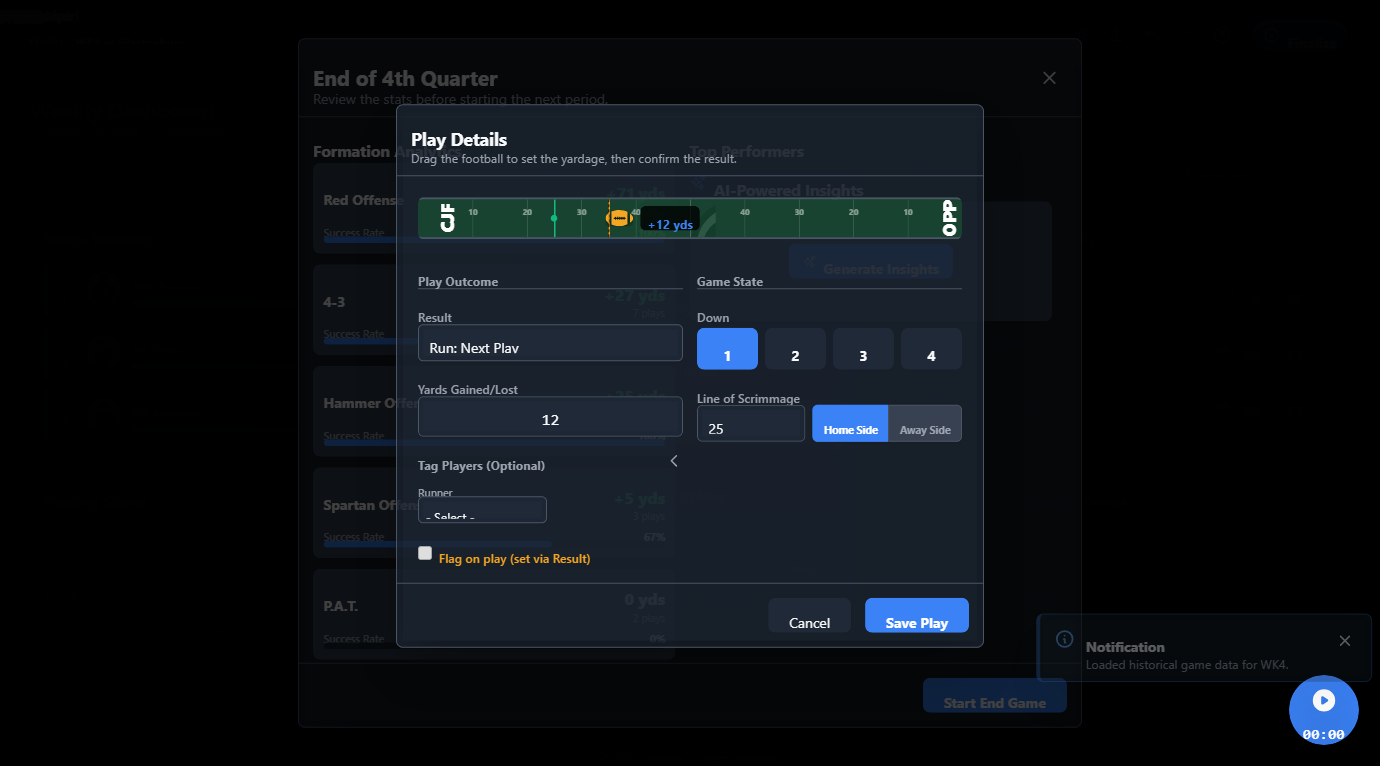 End of 4th Quarter
Review the stats before starting the next period.
Play Details
Drag the football to set the yardage, then confirm the result.
Formation
Top Performers
AI-Powered Insights
Generate Insights
CJF
10 20 30 40 40 30 20 10
OPP
+12 yds
Red Offense
+71 yds
Success Rate
4-3
+27 yds
Success Rate
Hammer
Success Rate
Spartan
+5 yds
3 plays
Success Rate
67%
P.A.T.
0 yds
2 plays
Success Rate
0%
Play Outcome
Result
Run: Next Play
Yards Gained/Lost
12
Tag Players (Optional)
Runner
- Select -
Flag on play (set via Result)
Game State
Down
1 2 3 4
Line of Scrimmage
25
Home Side
Away Side
Cancel
Save Play
Start End Game
Notification
Loaded historical game data for WK4.
00:00